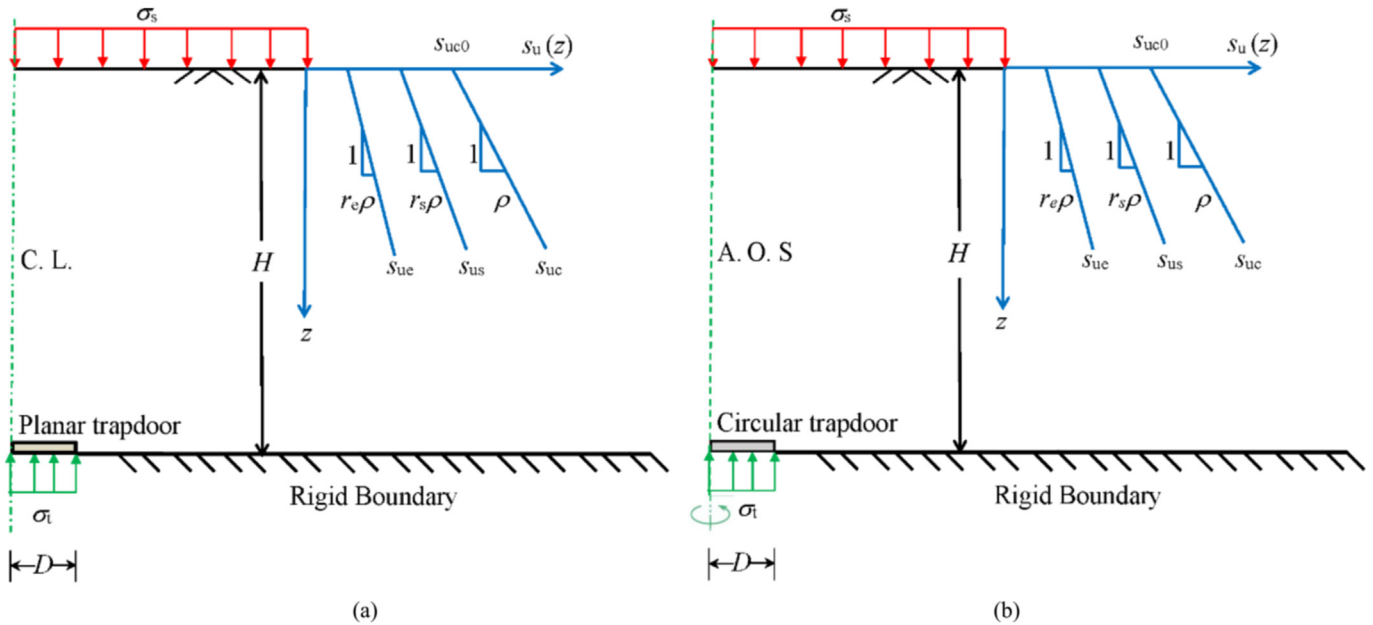 σs
suc0
su (z)
1
1
1
reρ
rsρ
ρ
C. L.
H
sue
sus
suc
z
Planar trapdoor
Rigid Boundary
σt
D
(a)
σs
suc0
su (z)
1
1
1
reρ
rsρ
ρ
A. O. S
H
sue
sus
suc
z
Circular trapdoor
Rigid Boundary
σt
D
(b)